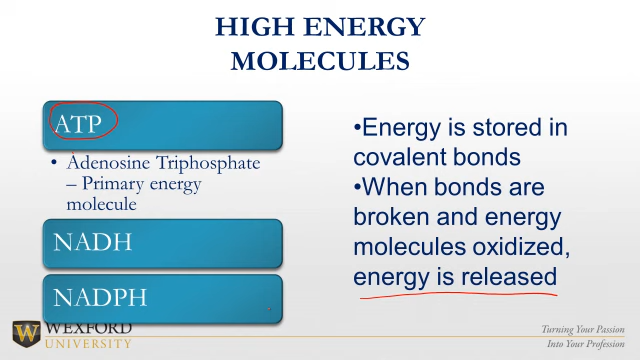 HIGH ENERGY
MOLECULES
ATP
• Adenosine Triphosphate
– Primary energy
molecule
NADH
NADPH
•Energy is stored in
covalent bonds
•When bonds are
broken and energy
molecules oxidized,
energy is released
W
WEXFORD
UNIVERSITY
Turning Your Passion
Into Your Profession